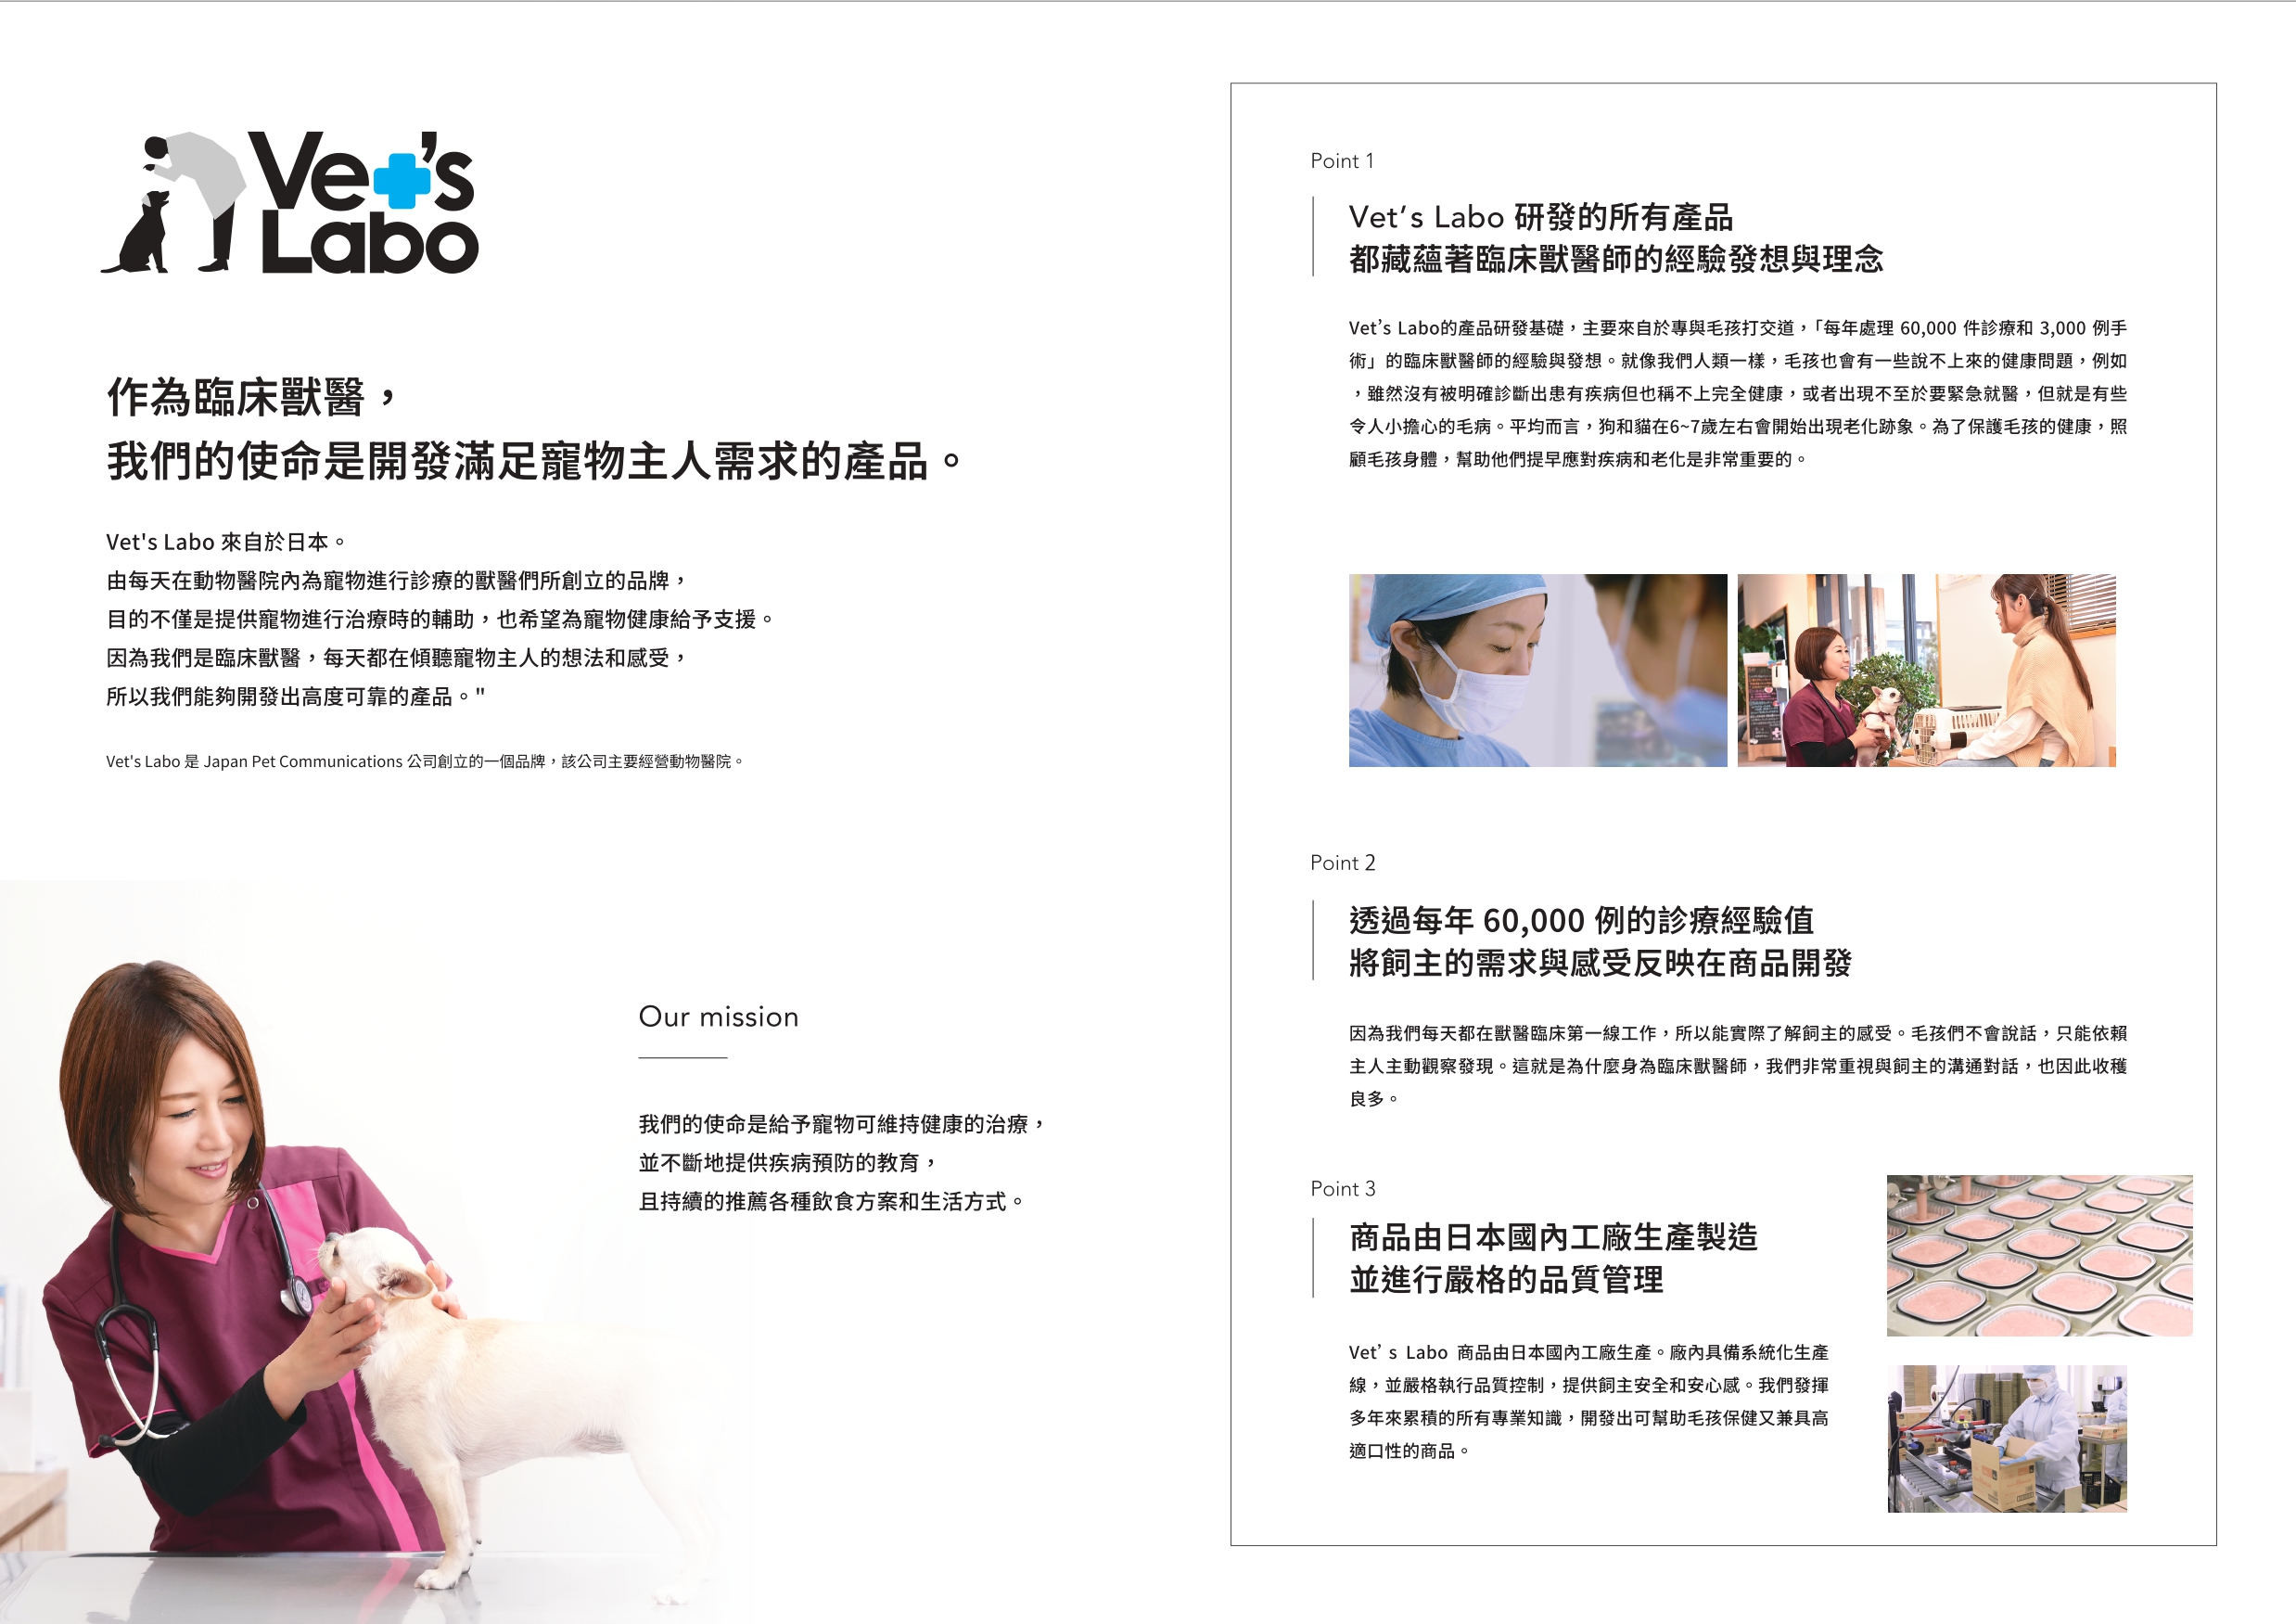 Vet's
Labo
作為臨床獸醫，
我們的使命是開發滿足寵物主人需求的產品。
Vet's Labo 來自於日本。
由每天在動物醫院內為寵物進行診療的獸醫們所創立的品牌，
目的不僅是提供寵物進行治療時的輔助，也希望為寵物健康給予支援。
因為我們是臨床獸醫，每天都在傾聽寵物主人的想法和感受，
所以我們能夠開發出高度可靠的產品。"
Vet's Labo 是 Japan Pet Communications 公司創立的一個品牌，該公司主要經營動物醫院。
Our mission
我們的使命是給予寵物可維持健康的治療，
並不斷地提供疾病預防的教育，
且持續的推薦各種飲食方案和生活方式。
Point 1
Vet’s Labo 研發的所有產品
都藏蘊著臨床獸醫師的經驗發想與理念
Vet’s Labo的產品研發基礎，主要來自於專與毛孩打交道，「每年處理 60,000 件診療和 3,000 例手
術」的臨床獸醫師的經驗與發想。就像我們人類一樣，毛孩也會有一些說不上來的健康問題，例如
，雖然沒有被明確診斷出患有疾病但也稱不上完全健康，或者出現不至於要緊急就醫，但就是有些
令人小擔心的毛病。平均而言，狗和貓在6~7歲左右會開始出現老化跡象。為了保護毛孩的健康，照
顧毛孩身體，幫助他們提早應對疾病和老化是非常重要的。
Point 2
透過每年 60,000 例的診療經驗值
將飼主的需求與感受反映在商品開發
因為我們每天都在獸醫臨床第一線工作，所以能實際了解飼主的感受。毛孩們不會說話，只能依賴
主人主動觀察發現。這就是為什麼身為臨床獸醫師，我們非常重視與飼主的溝通對話，也因此收穫
良多。
Point 3
商品由日本國內工廠生產製造
並進行嚴格的品質管理
Vet’ s Labo 商品由日本國內工廠生產。廠內具備系統化生產
線，並嚴格執行品質控制，提供飼主安全和安心感。我們發揮
多年來累積的所有專業知識，開發出可幫助毛孩保健又兼具高
適口性的商品。